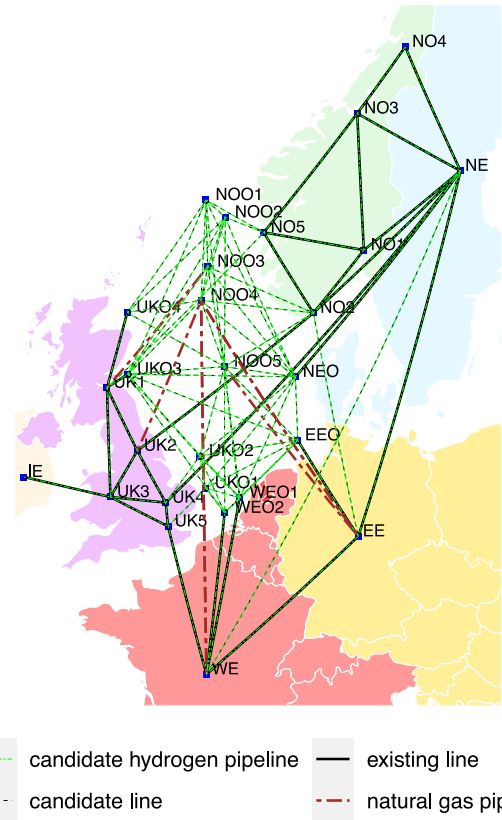 NO4
NO3
NE
NOO1
NOO2
NO5
NO1
NOO3
NOO4
UKO4
NO2
NOO5
UKO3
NEO
UK1
EEO
UK2
UKO2
IE
UKO1
WEO1
UK3
UK4
WEO2
UK5
EE
WE
candidate hydrogen pipeline
existing line
candidate line
natural gas pip